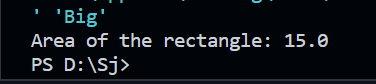 ' 'Big'
Area of the rectangle: 15.0
PS D:\Sj>